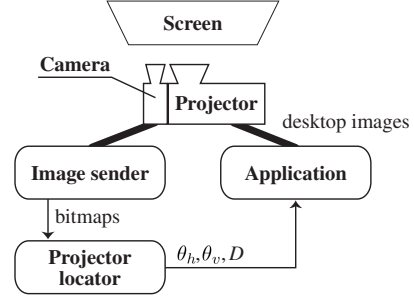 Screen
Camera
Projector
desktop images
Image sender
Application
bitmaps
Projector
locator
θh,θv,D